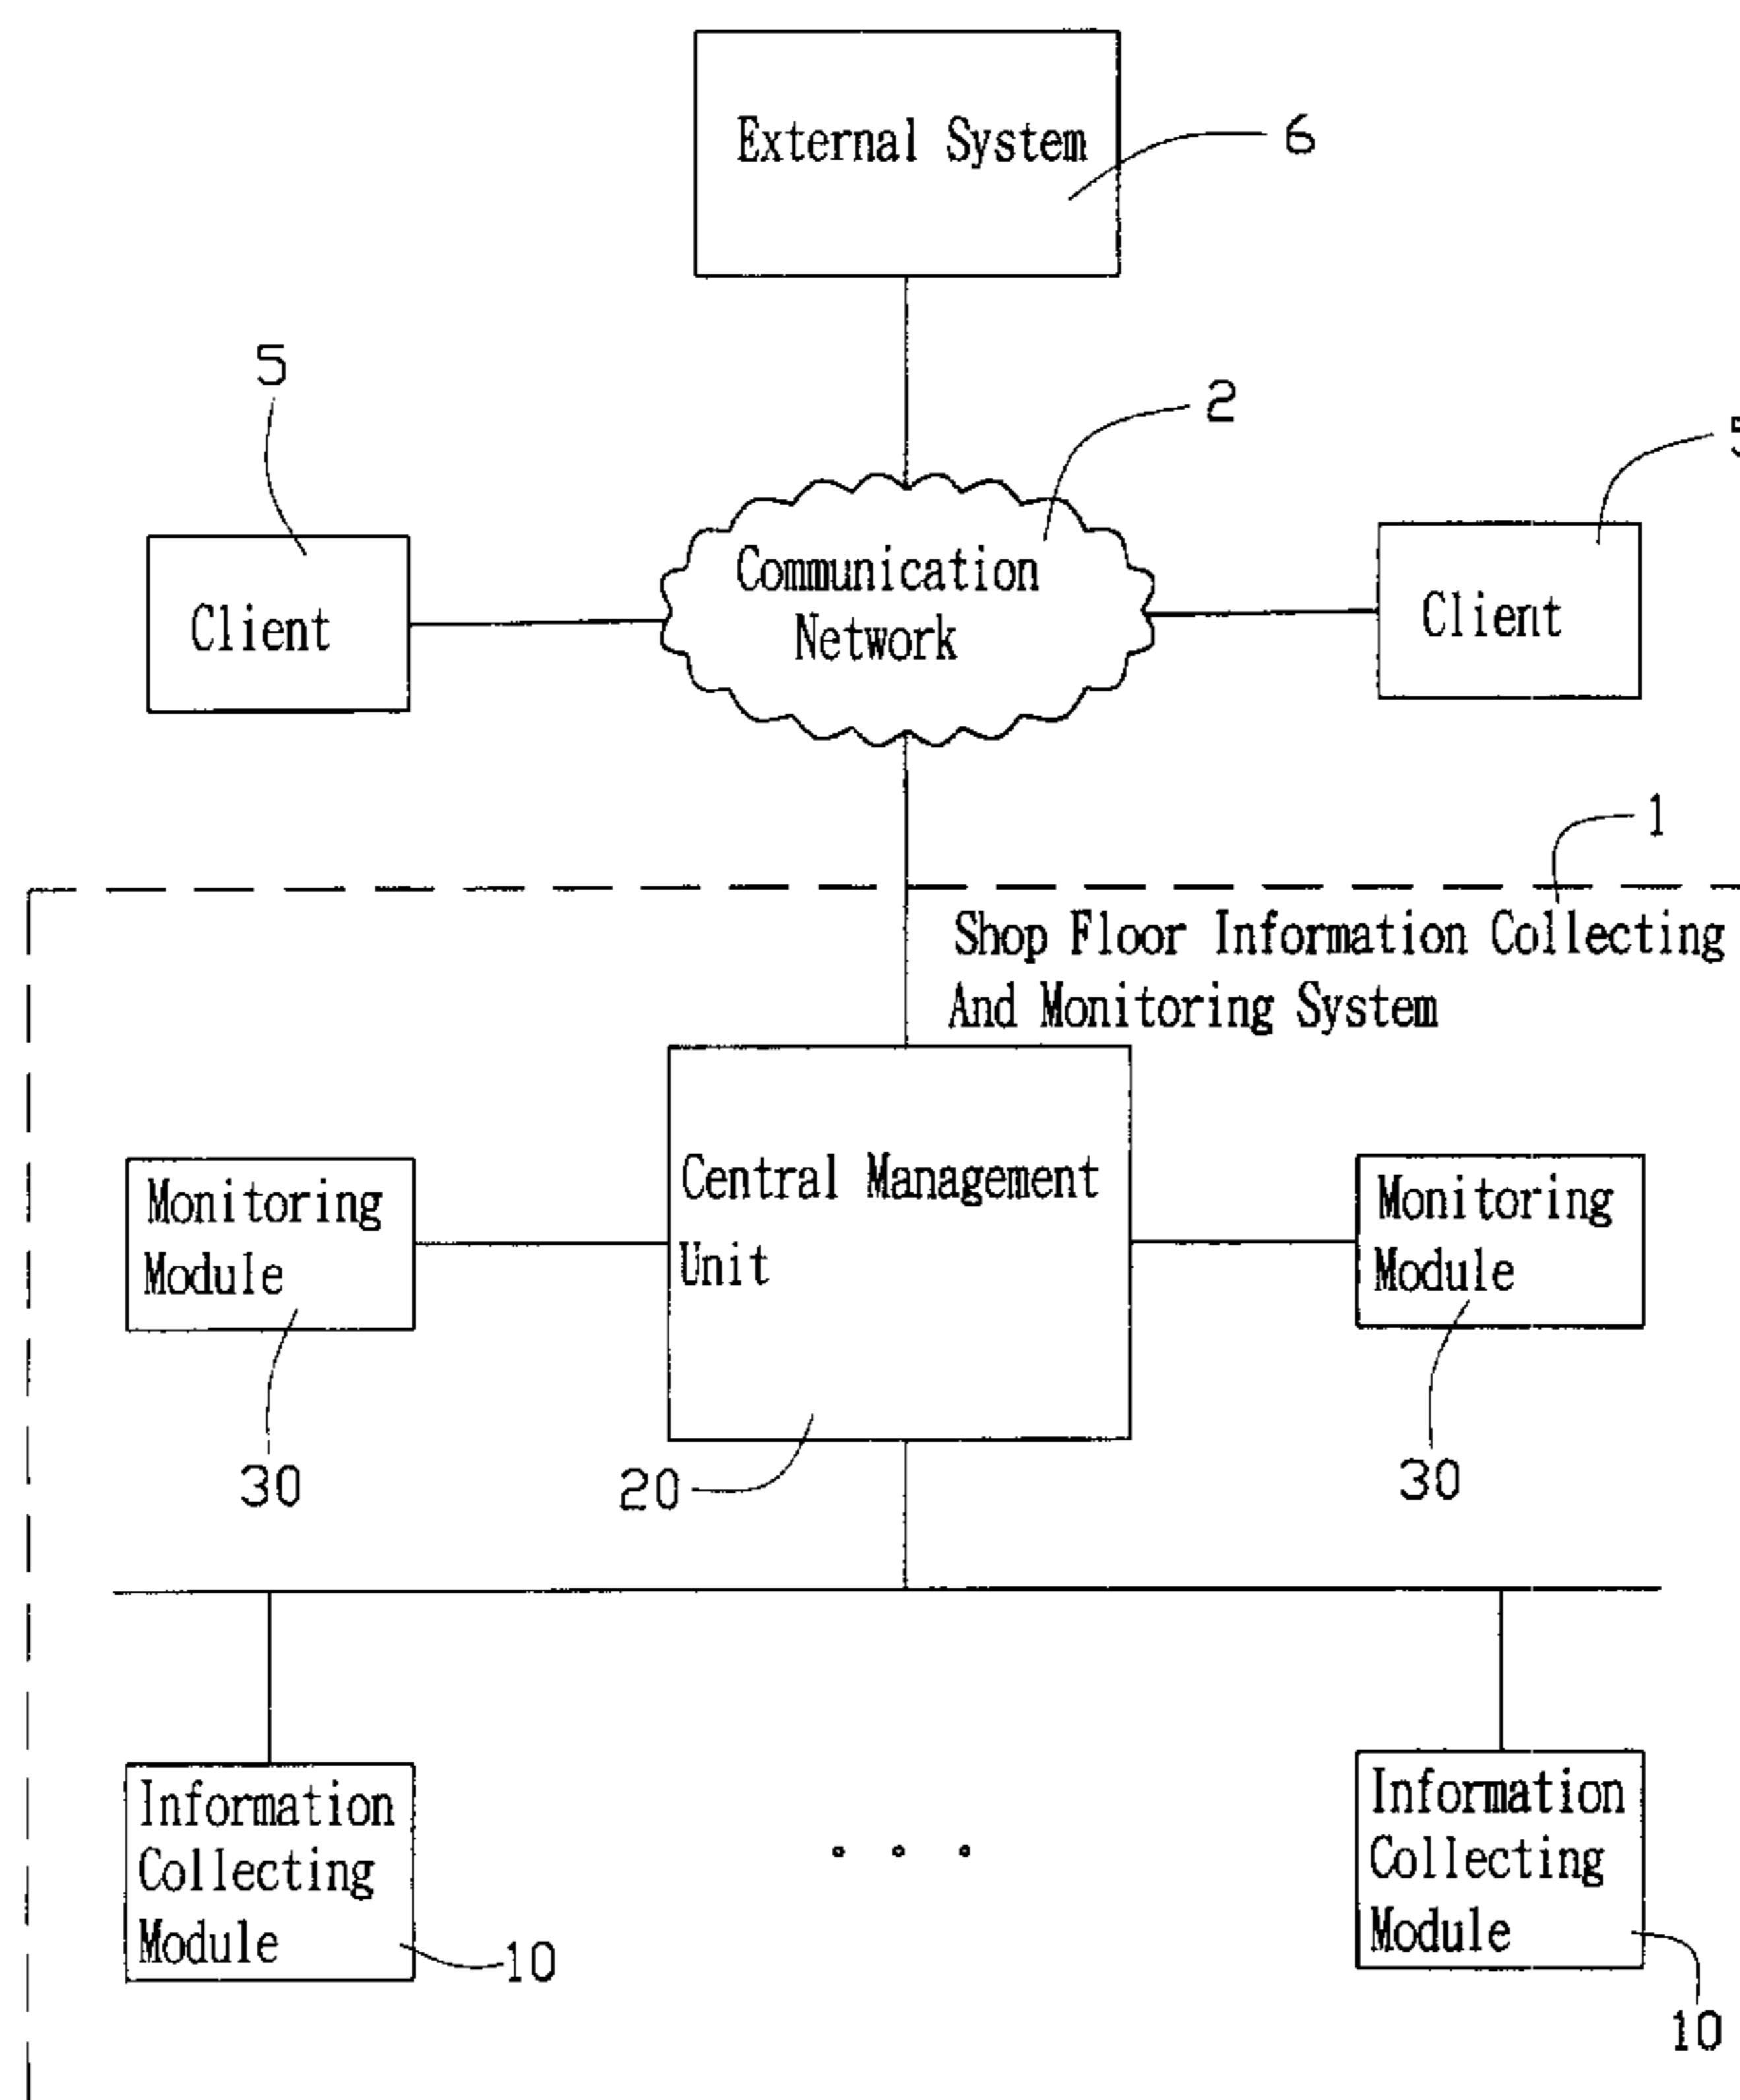 External System
6
5
2
5
Communication
Network
Client
Client
1
Shop Floor Information Collecting
And Monitoring System
Central Management
Unit
Monitoring
Module
Monitoring
Module
30
20
30
Information
Collecting
Module
10
. . .
Information
Collecting
Module
10